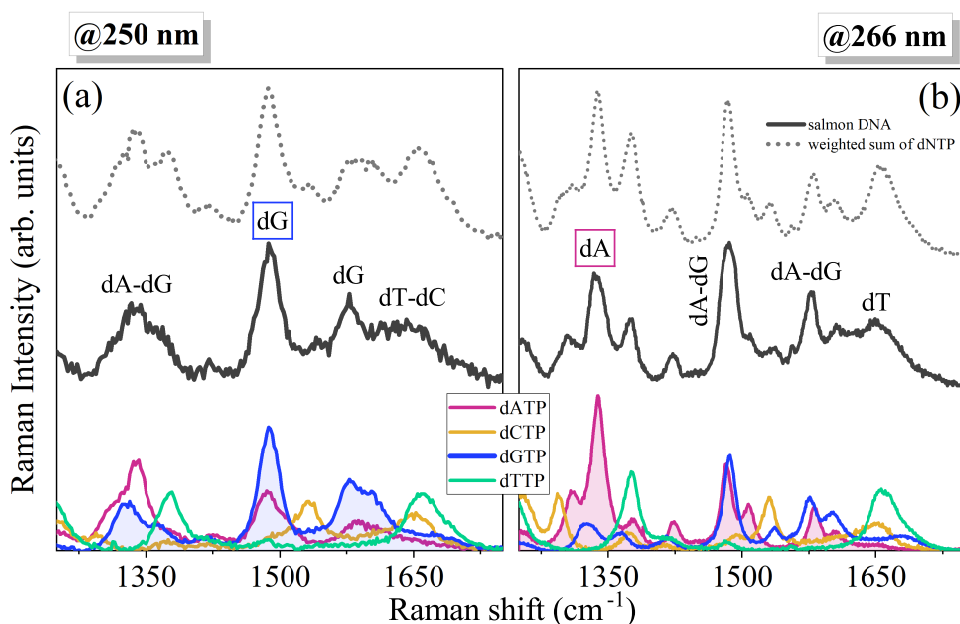 @250 nm
@266 nm
(a)
(b)
salmon DNA
weighted sum of dNTP
dA-dG
dG
dG
dT-dC
dA
dA-dG
dA-dG
dT
dATP
dCTP
dGTP
dTTP
Raman Intensity (arb. units)
1350
1500
1650
1350
1500
1650
Raman shift (cm⁻¹)